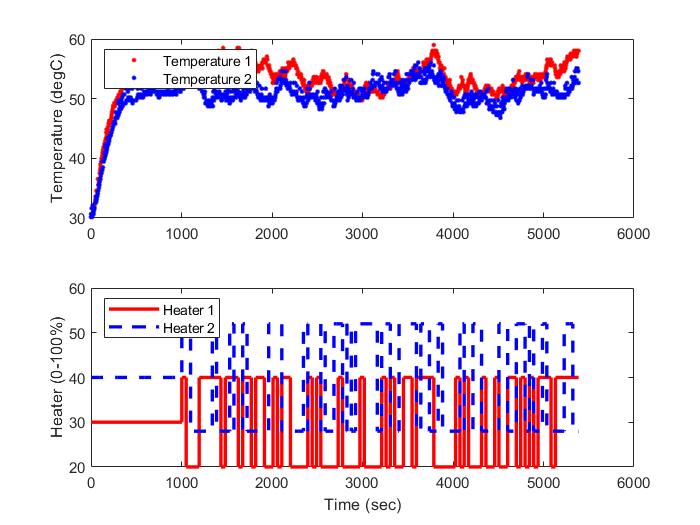 60
50
40
30
Temperature (degC)
Temperature 1
Temperature 2
0 1000 2000 3000 4000 5000 6000
60
50
40
30
20
Heater (0-100%)
Heater 1
Heater 2
0 1000 2000 3000 4000 5000 6000
Time (sec)